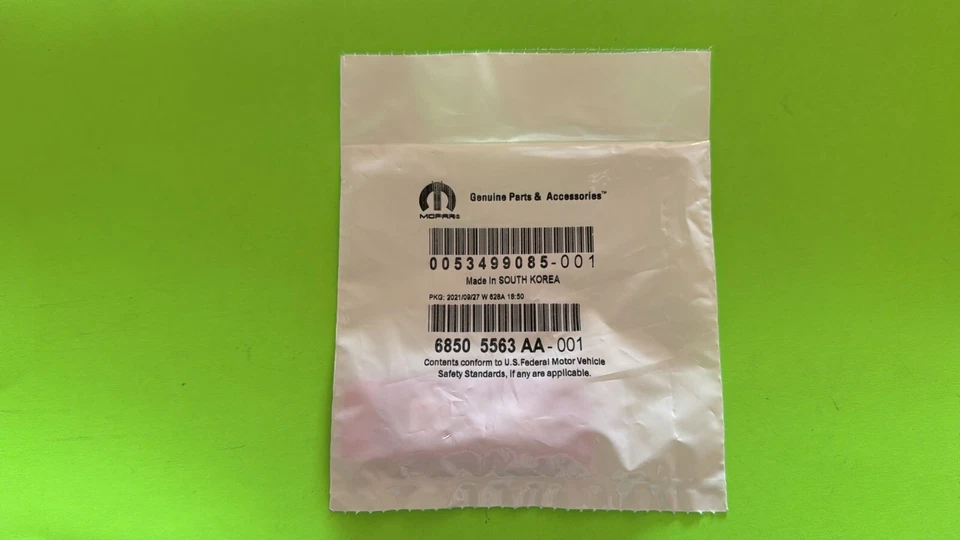 Genuine Parts & Accessories™
MOPAR®
0053499085-001
Made in SOUTH KOREA
PKG: 2021/09/27 W 628A 18:50
6850 5563 AA-001
Contents conform to U.S.Federal Motor Vehicle
Safety Standards, if any are applicable.